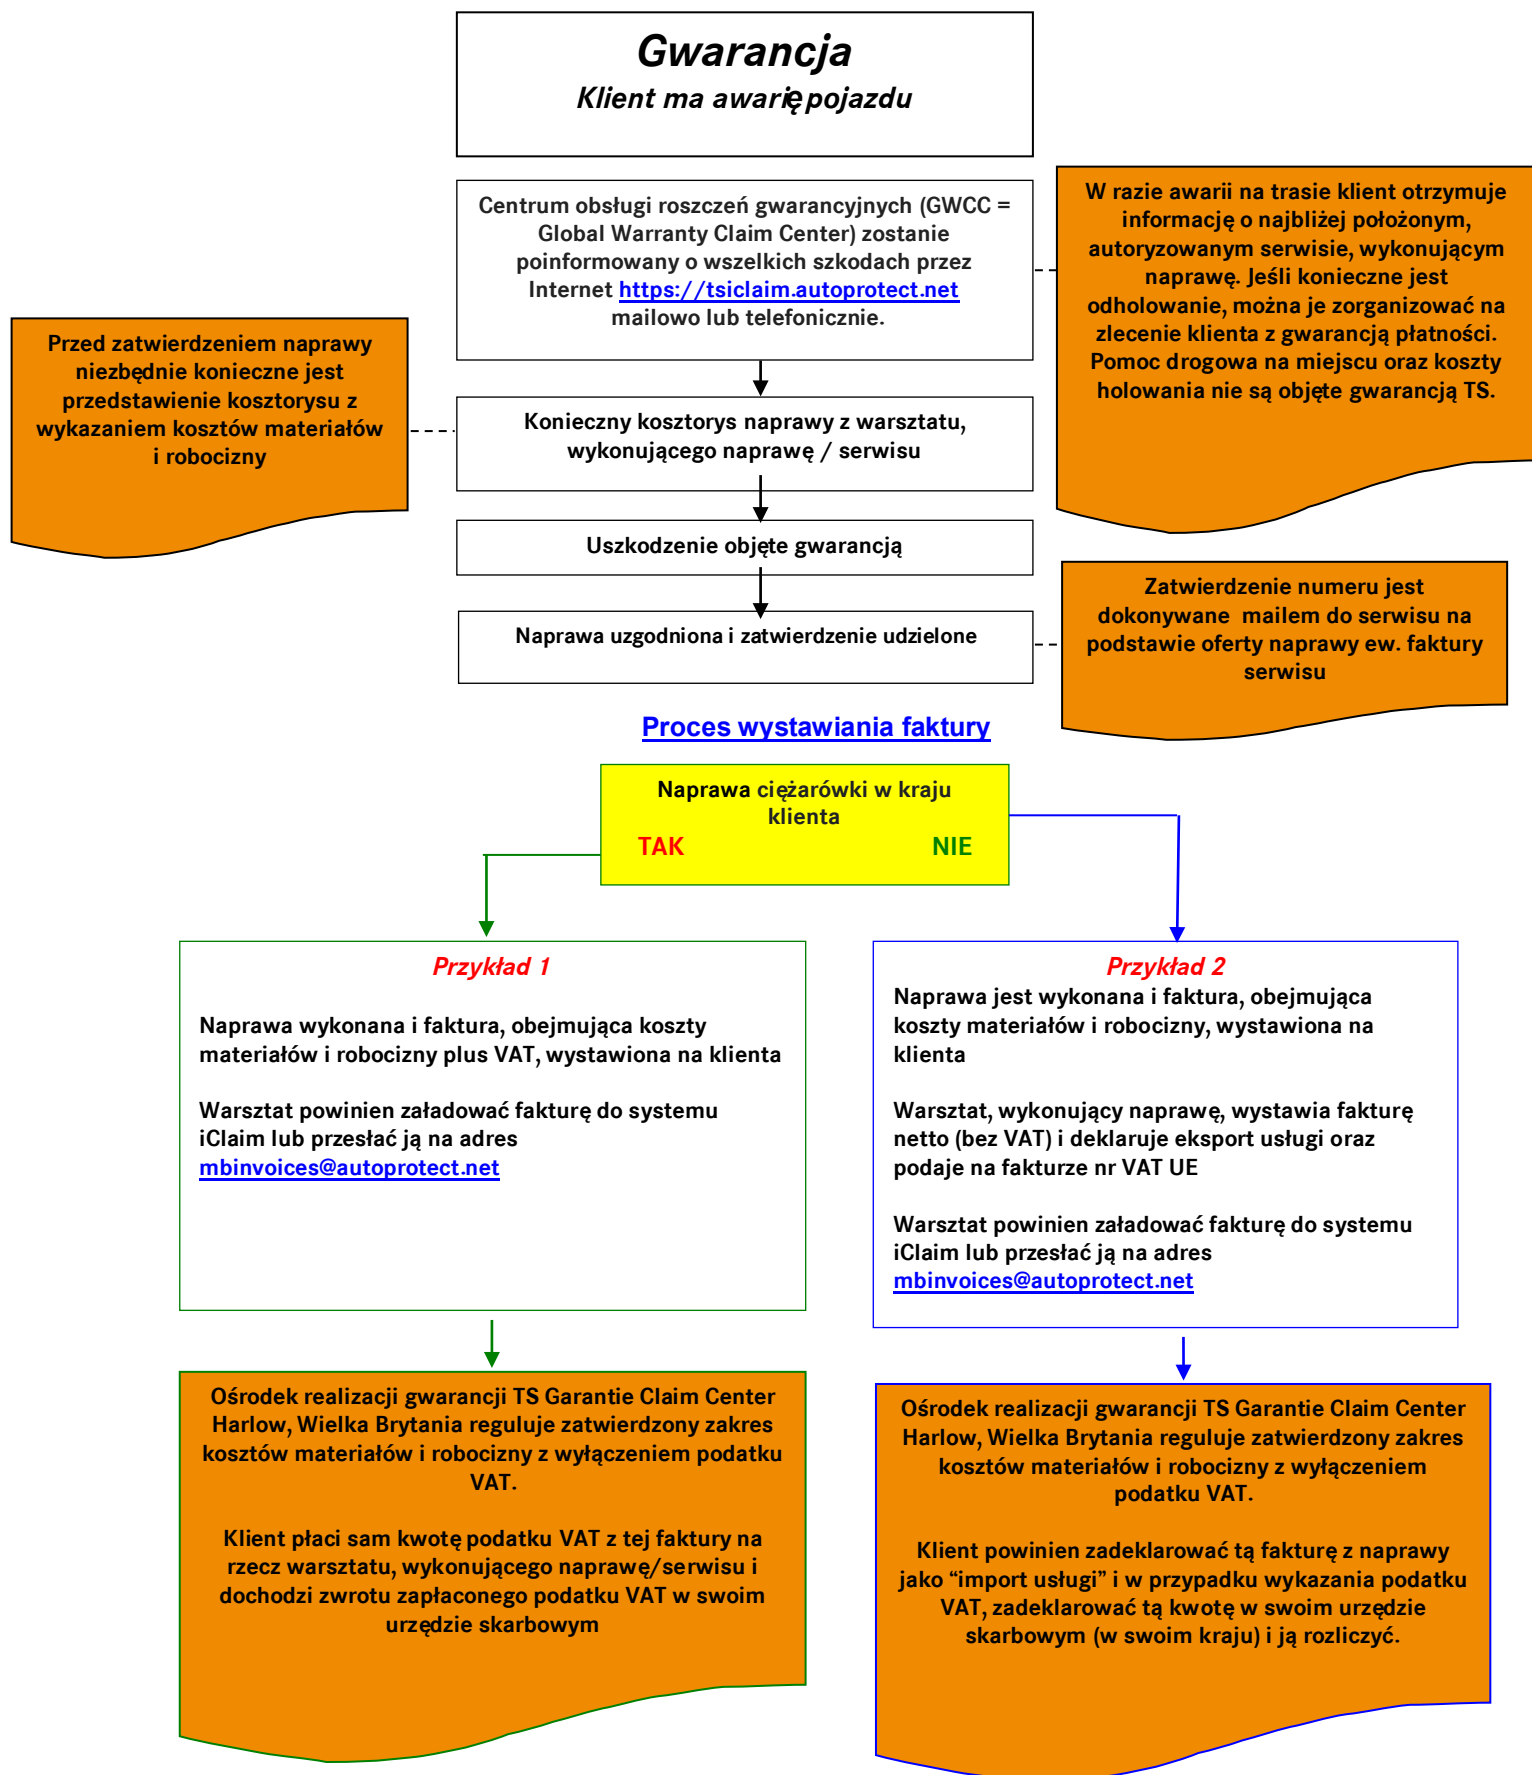 Gwarancja
Klient ma awarię pojazdu
Centrum obsługi roszczeń gwarancyjnych (GWCC =
Global Warranty Claim Center) zostanie
poinformowany o wszelkich szkodach przez
Internet https://tsiclaim.autoprotect.net
mailowo lub telefonicznie.
W razie awarii na trasie klient otrzymuje
informację o najbliżej położonym,
autoryzowanym serwisie, wykonującym
naprawę. Jeśli konieczne jest
odholowanie, można je zorganizować na
zlecenie klienta z gwarancją płatności.
Pomoc drogowa na miejscu oraz koszty
holowania nie są objęte gwarancją TS.
Przed zatwierdzeniem naprawy
niezbędnie konieczne jest
przedstawienie kosztorysu z
wykazaniem kosztów materiałów
i robocizny
Konieczny kosztorys naprawy z warsztatu,
wykonującego naprawę / serwisu
Uszkodzenie objęte gwarancją
Naprawa uzgodniona i zatwierdzenie udzielone
Zatwierdzenie numeru jest
dokonywane mailem do serwisu na
podstawie oferty naprawy ew. faktury
serwisu
Proces wystawiania faktury
Naprawa ciężarówki w kraju
klienta
TAK NIE
Przykład 1
Naprawa wykonana i faktura, obejmująca koszty
materiałów i robocizny plus VAT, wystawiona na klienta
Warsztat powinien załadować fakturę do systemu
iClaim lub przesłać ją na adres
mbinvoices@autoprotect.net
Przykład 2
Naprawa jest wykonana i faktura, obejmująca
koszty materiałów i robocizny, wystawiona na
klienta
Warsztat, wykonujący naprawę, wystawia fakturę
netto (bez VAT) i deklaruje eksport usługi oraz
podaje na fakturze nr VAT UE
Warsztat powinien załadować fakturę do systemu
iClaim lub przesłać ją na adres
mbinvoices@autoprotect.net
Ośrodek realizacji gwarancji TS Garantie Claim Center
Harlow, Wielka Brytania reguluje zatwierdzony zakres
kosztów materiałów i robocizny z wyłączeniem podatku
VAT.
Klient płaci sam kwotę podatku VAT z tej faktury na
rzecz warsztatu, wykonującego naprawę/serwisu i
dochodzi zwrotu zapłaconego podatku VAT w swoim
urzędzie skarbowym
Ośrodek realizacji gwarancji TS Garantie Claim Center
Harlow, Wielka Brytania reguluje zatwierdzony zakres
kosztów materiałów i robocizny z wyłączeniem
podatku VAT.
Klient powinien zadeklarować tą fakturę z naprawy
jako “import usługi” i w przypadku wykazania podatku
VAT, zadeklarować tą kwotę w swoim urzędzie
skarbowym (w swoim kraju) i ją rozliczyć.